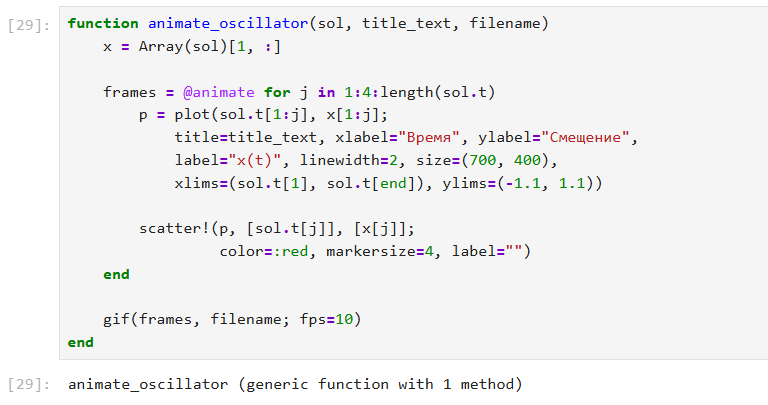 [29]: function animate_oscillator(sol, title_text, filename)
    x = Array(sol)[1, :]

    frames = @animate for j in 1:4:length(sol.t)
        p = plot(sol.t[1:j], x[1:j];
            title=title_text, xlabel="Время", ylabel="Смещение",
            label="x(t)", linewidth=2, size=(700, 400),
            xlims=(sol.t[1], sol.t[end]), ylims=(-1.1, 1.1))

        scatter!(p, [sol.t[j]], [x[j]];
                 color=:red, markersize=4, label="")
    end

    gif(frames, filename; fps=10)
end
[29]: animate_oscillator (generic function with 1 method)